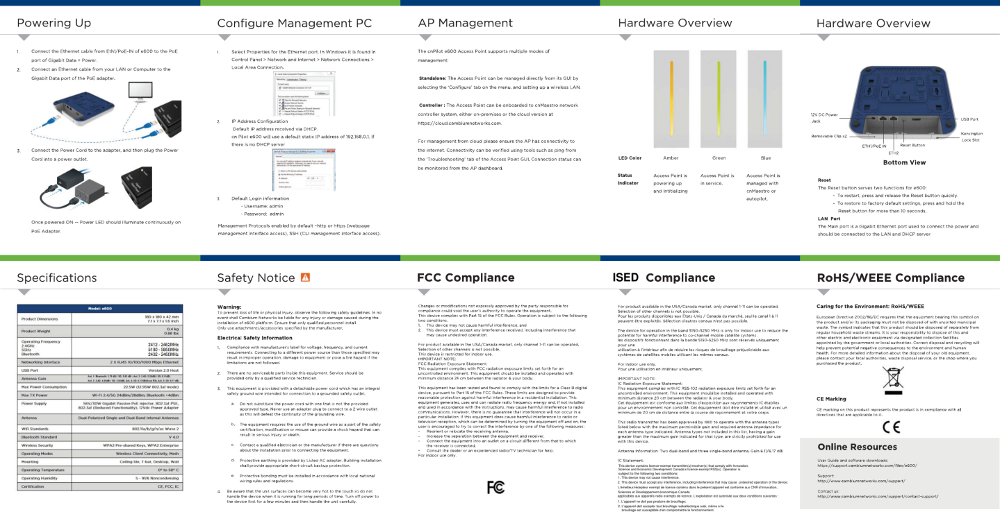 Powering Up
1. Connect the Ethernet cable from Eth1/PoE-IN of e600 to the PoE
port of Gigabit Data + Power.
2. Connect an Ethernet cable from your LAN or Computer to the
Gigabit Data port of the PoE adapter.
3. Connect the Power Cord to the adapter, and then plug the Power
Cord into a power outlet.
Once powered ON -- Power LED should illuminate continuously on
PoE Adapter.
Configure Management PC
1. Select Properties for the Ethernet port. In Windows it is found in
Control Panel > Network and Internet > Network Connections >
Local Area Connection.
2. IP Address Configuration
Default IP address received via DHCP.
cn Pilot e600 will use a default static IP address of 192.168.0.1, If
there is no DHCP server
3. Default Login information
- Username: admin
- Password: admin
Management Protocols enabled by default –http or https (webpage
management interface access), SSH (CLI management interface access).
AP Management
The cnPilot e600 Access Point supports multiple modes of
management:
Standalone: The Access Point can be managed directly from its GUI by
selecting the 'Configure' tab on the menu, and setting up a wireless LAN.
Controller : The Access Point can be onboarded to cnMaestro network
controller system, either on-premises or the cloud version at
https://cloud.cambiumnetworks.com.
For management from cloud please ensure the AP has connectivity to
the internet. Connectivity can be verified using tools such as ping from
the 'Troubleshooting' tab of the Access Point GUI. Connection status can
be monitored from the AP dashboard.
Hardware Overview
LED Color Amber Green Blue
Status Indicator
Access Point is powering up and Intitializing
Access Point is in service.
Access Point is managed with cnMaestro or autopilot.
Hardware Overview
12V DC Power
Jack
Removable Clip x2
ETH1/PoE IN
ETH2
Reset Button
USB Port
Kensington
Lock Slot
Bottom View
Reset
The Reset button serves two functions for e600:
- To restart, press and release the Reset button quickly.
- To restore to factory default settings, press and hold the
Reset button for more than 10 seconds.
LAN Port
The Main port is a Gigabit Ethernet port used to connect the power and
should be connected to the LAN and DHCP server.
Specifications
Model: e600
Product Dimensions 180 x 180 x 42 mm
7.1 x 7.1 x 1.6 inch
Product Weight 0.4 kg
0.88 lbs
Operating Frequency
2.4GHz 2412 - 2462MHz
5GHz 5180 - 5850MHz
Bluetooth 2402 - 2480MHz
Networking Interface 2 X RJ45 10/100/1000 Mbps Ethernet
USB Port Version 2.0 Host
Antenna Gain
Max Power Consumption 22.5W (12.95W 802.3af mode)
Max TX Power Wi-Fi 2.4/5G 24dBm/28dBm; Bluetooth +4dBm
Power Supply 56V/30W Gigabit Passive PoE injector, 802.3at PSE,
802.3af (Reduced Functionality), 12Vdc Power Adapter
Antenna Dual-Polarized Single and Dual-Band Internal Antennas
Wifi Standards 802.11a/b/g/n/ac Wave 2
Bluetooth Standard V 4.0
Wireless Security WPA2 Pre-shared Keys, WPA2 Enterprise
Operating Modes Wireless Client Connectivity, Mesh
Mounting Ceiling tile, T-bar, Desktop, Wall
Operating Temperature 0° to 50° C
Operating Humidity 5 - 95% Noncondensing
Certification CE, FCC, IC
Safety Notice
Warning:
To prevent loss of life or physical injury, observe the following safety guidelines. In no
event shall Cambium Networks be liable for any injury or damage caused during the
installation of e600 platform. Ensure that only qualified personnel install.
Only use attachments/accessories specified by the manufacturer.
Electrical Safety Information
1. Compliance with manufacturer's label for voltage, frequency, and current
requirements. Connecting to a different power source than those specified may
result in improper operation, damage to equipment or pose a fire hazard if the
limitations are not followed.
2. There are no serviceable parts inside this equipment. Service should be
provided only by a qualified service technician.
3. This equipment is provided with a detachable power cord which has an integral
safety ground wire intended for connection to a grounded safety outlet.
a. Do not substitute the power cord with one that is not the provided
approved type. Never use an adapter plug to connect to a 2-wire outlet
as this will defeat the continuity of the grounding wire.
b. The equipment requires the use of the ground wire as a part of the safety
certification, modification or misuse can provide a shock hazard that can
result in serious injury or death.
c. Contact a qualified electrician or the manufacturer if there are questions
about the installation prior to connecting the equipment.
d. Protective earthing is provided by Listed AC adapter. Building installation
shall provide appropriate short-circuit backup protection.
e. Protective bonding must be installed in accordance with local national
wiring rules and regulations.
4. Be aware that the unit surfaces can become very hot to the touch so do not
handle the device when it is running for long periods of time. Turn off power to
the device first for a few minutes and then handle the unit carefully.
FCC Compliance
Changes or modifications not expressly approved by the party responsible for
compliance could void the user's authority to operate the equipment.
This device complies with Part 15 of the FCC Rules. Operation is subject to the following
two conditions.
1. This device may not cause harmful interference, and
2. This device must accept any interference received, including interference that
may cause undesired operation.
For product available in the USA/Canada market, only channel 1-11 can be operated.
Selection of other channels is not possible.
This device is restricted for indoor use.
IMPORTANT NOTE:
FCC Radiation Exposure Statement:
This equipment complies with FCC radiation exposure limits set forth for an
uncontrolled environment. This equipment should be installed and operated with
minimum distance 24 cm between the radiator & your body.
This equipment has been tested and found to comply with the limits for a Class B digital
device, pursuant to Part 15 of the FCC Rules. These limits are designed to provide
reasonable protection against harmful interference in a residential installation. This
equipment generates, uses and can radiate radio frequency energy and, if not installed
and used in accordance with the instructions, may cause harmful interference to radio
communications. However, there is no guarantee that interference will not occur in a
particular installation. If this equipment does cause harmful interference to radio or
television reception, which can be determined by turning the equipment off and on, the
user is encouraged to try to correct the interference by one of the following measures:
- Reorient or relocate the receiving antenna.
- Increase the separation between the equipment and receiver.
- Connect the equipment into an outlet on a circuit different from that to which
the receiver is connected.
- Consult the dealer or an experienced radio/TV technician for help.
For indoor use only.
FC
ISED Compliance
For product available in the USA/Canada market, only channel 1-11 can be operated.
Selection of other channels is not possible.
Pour les produits disponibles aux États-Unis / Canada du marché, seul le canal 1 à 11
peuvent être exploités. Sélection d'autres canaux n'est pas possible
The device for operation in the band 5150–5250 MHz is only for indoor use to reduce the
potential for harmful interference to co-channel mobile satellite systems.
les dispositifs fonctionnant dans la bande 5150-5250 MHz sont réservés uniquement
pour une
utilisation à l'intérieur afin de réduire les risques de brouillage préjudiciable aux
systèmes de satellites mobiles utilisant les mêmes canaux.
For indoor use only.
Pour une utilisation en intérieur uniquement.
IMPORTANT NOTE:
IC Radiation Exposure Statement:
This equipment complies with IC RSS-102 radiation exposure limits set forth for an
uncontrolled environment. This equipment should be installed and operated with
minimum distance 20 cm between the radiator & your body.
Cet équipement est conforme aux limites d'exposition aux rayonnements IC établies
pour un environnement non contrôlé. Cet équipement doit être installé et utilisé avec un
minimum de 20 cm de distance entre la source de rayonnement et votre corps.
This radio transmitter has been approved by ISED to operate with the antenna types
listed below with the maximum permissible gain and required antenna impedance for
each antenna type indicated. Antenna types not included in this list, having a gain
greater than the maximum gain indicated for that type, are strictly prohibited for use
with this device.
Antenna Information: Two dual-band and three single-band antenna. Gain 6.11/6.17 dBi
IC Statement:
This device contains licence-exempt transmitter(s)/receiver(s) that comply with Innovation.
Science and Economic Development Canada's licence-exempt RSS(s). Operation is
subject to the following two conditions:
1. This device may not cause interference.
2. This device must accept any interference, including interference that may cause undesired operation of the device.
L'émetteur/récepteur exempt de licence contenu dans le présent appareil est conforme aux CNR d'Innovation.
Sciences et Développement économique Canada
applicables aux appareils radio exempts de licence. L'exploitation est autorisée aux deux conditions suivantes :
1. L'appareil ne doit pas produire de brouillage;
2. L'appareil doit accepter tout brouillage radioélectrique subi, même si le
brouillage est susceptible d'en compromettre le fonctionnement.
RoHS/WEEE Compliance
Caring for the Environment: RoHS/WEEE
European Directive 2002/96/EC requires that the equipment bearing this symbol on
the product and/or its packaging must not be disposed of with unsorted municipal
waste. The symbol indicates that this product should be disposed of separately from
regular household waste streams. It is your responsibility to dispose of this and
other electric and electronic equipment via designated collection facilities
appointed by the government or local authorities. Correct disposal and recycling will
help prevent potential negative consequences to the environment and human
health. For more detailed information about the disposal of your old equipment,
please contact your local authorities, waste disposal service, or the shop where you
purchased the product.
CE Marking
CE marking on this product represents the product is in compliance with all
directives that are applicable to it.
CE
Online Resources
User Guide and software downloads:
https://support.cambiumnetworks.com/files/e600/
Support:
http://www.cambiumnetworks.com/support/
Contact us:
http://www.cambiumnetworks.com/support/contact-support/